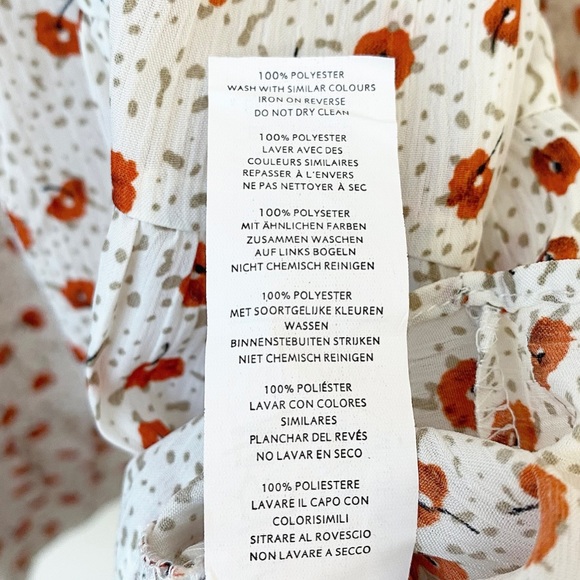 100% POLYESTER
WASH WITH SIMILAR COLOURS
IRON ON REVERSE
DO NOT DRY CLEAN
100% POLYESTER
LAVER AVEC DES
COULEURS SIMILAIRES
REPASSER À L'ENVERS
NE PAS NETTOYER À SEC
100% POLYSETER
MIT ÄHNLICHEN FARBEN
ZUSAMMEN WASCHEN
AUF LINKS BOGELN
NICHT CHEMISCH REINIGEN
100% POLYESTER
MET SOORTGELIJKE KLEUREN
WASSEN
BINNENSTEBUITEN STRIJKEN
NIET CHEMISCH REINIGEN
100% POLIÉSTER
LAVAR CON COLORES
SIMILARES
PLANCHAR DEL REVÉS
NO LAVAR EN SECO
100% POLIESTERE
LAVARE IL CAPO CON
COLORISIMILI
SITRARE AL ROVESCIO
NON LAVARE A SECCO